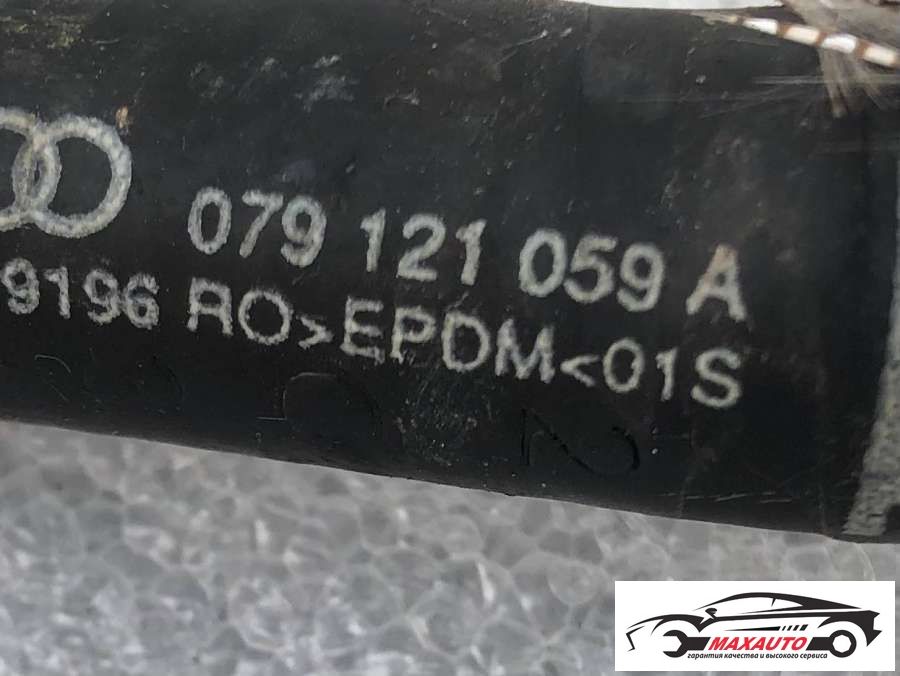 079 121 059 A
9196 RO>EPDM<01S
MAXAUTO
гарантия качества и высокого сервиса